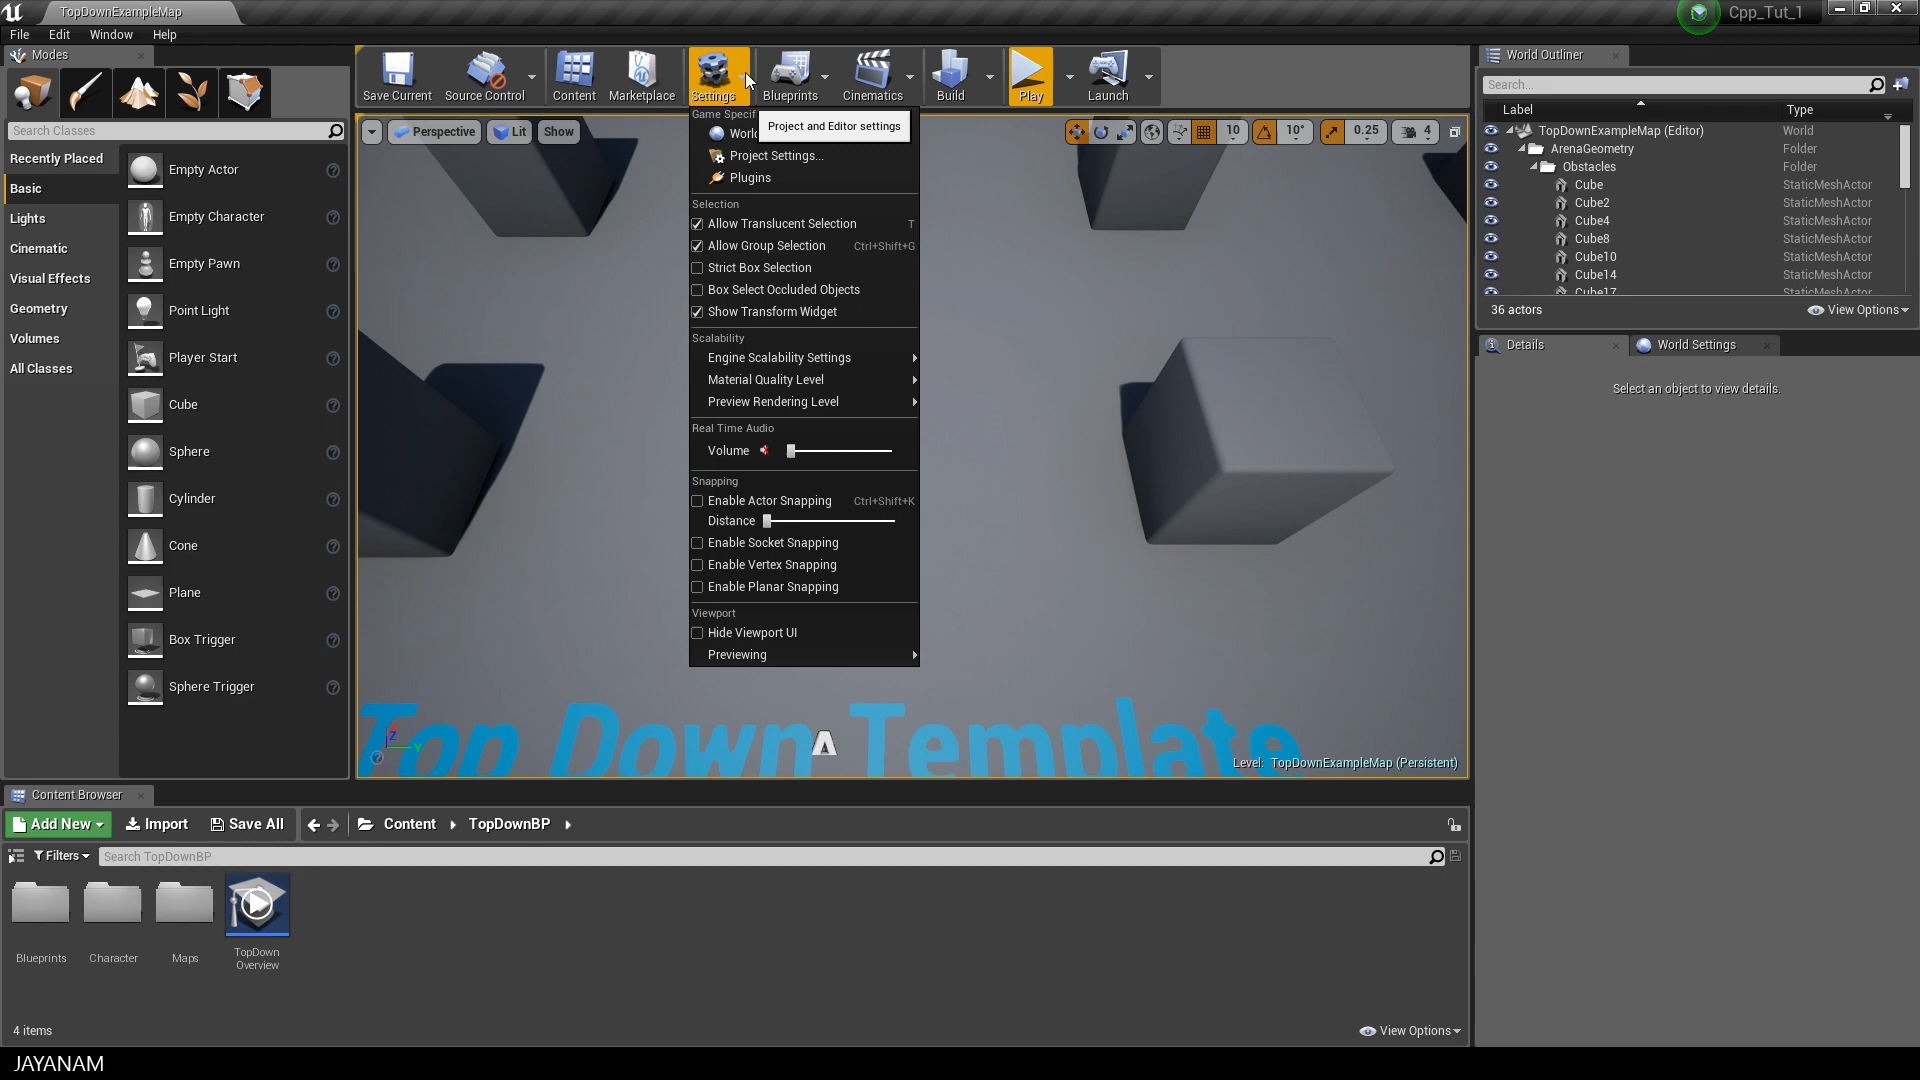 TopDownExampleMap
Cpp_Tut_1
File Edit Window Help
Modes
Search Classes
Recently Placed
Basic
Lights
Cinematic
Visual Effects
Geometry
Volumes
All Classes
Empty Actor
Empty Character
Empty Pawn
Point Light
Player Start
Cube
Sphere
Cylinder
Cone
Plane
Box Trigger
Sphere Trigger
Save Current Source Control Content Marketplace Settings Blueprints Cinematics Build Play Launch
Perspective Lit Show
10 10° 0.25 4
Game Specif
Project and Editor settings
Worl
Project Settings...
Plugins
Selection
Allow Translucent Selection T
Allow Group Selection Ctrl+Shift+G
Strict Box Selection
Box Select Occluded Objects
Show Transform Widget
Scalability
Engine Scalability Settings
Material Quality Level
Preview Rendering Level
Real Time Audio
Volume
Snapping
Enable Actor Snapping Ctrl+Shift+K
Distance
Enable Socket Snapping
Enable Vertex Snapping
Enable Planar Snapping
Viewport
Hide Viewport UI
Previewing
Top Down Template
Z Y
Level: TopDownExampleMap (Persistent)
World Outliner
Search...
Label Type
TopDownExampleMap (Editor) World
ArenaGeometry Folder
Obstacles Folder
Cube StaticMeshActor
Cube2 StaticMeshActor
Cube4 StaticMeshActor
Cube8 StaticMeshActor
Cube10 StaticMeshActor
Cube14 StaticMeshActor
Cube17 StaticMeshActor
36 actors View Options
Details World Settings
Select an object to view details.
Content Browser
Add New Import Save All Content TopDownBP
Filters Search TopDownBP
Blueprints
Character
Maps
TopDown
Overview
4 items View Options
JAYANAM